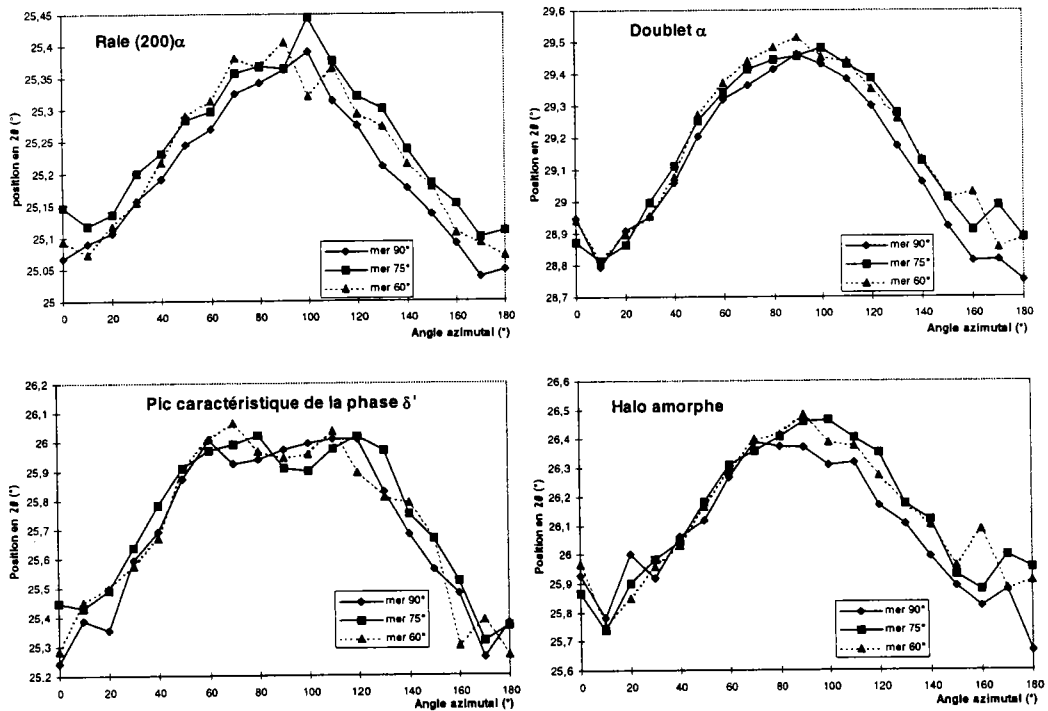 Raie (200)α
position en 2θ (°)
25,45
25,4
25,35
25,3
25,25
25,2
25,15
25,1
25,05
25
0 20 40 60 80 100 120 140 160 180
Angle azimutal (°)
mer 90°
mer 75°
mer 60°
Doublet α
Position en 2θ (°)
29,6
29,5
29,4
29,3
29,2
29,1
29
28,9
28,8
28,7
0 20 40 60 80 100 120 140 160 180
Angle azimutal (°)
mer 90°
mer 75°
mer 60°
Pic caractéristique de la phase δ'
Position en 2θ (°)
26,2
26,1
26
25,9
25,8
25,7
25,6
25,5
25,4
25,3
25,2
0 20 40 60 80 100 120 140 160 180
Angle azimutal (°)
mer 90°
mer 75°
mer 60°
Halo amorphe
Position en 2θ (°)
26,6
26,5
26,4
26,3
26,2
26,1
26
25,9
25,8
25,7
25,6
0 20 40 60 80 100 120 140 160 180
Angle azimutal (°)
mer 90°
mer 75°
mer 60°